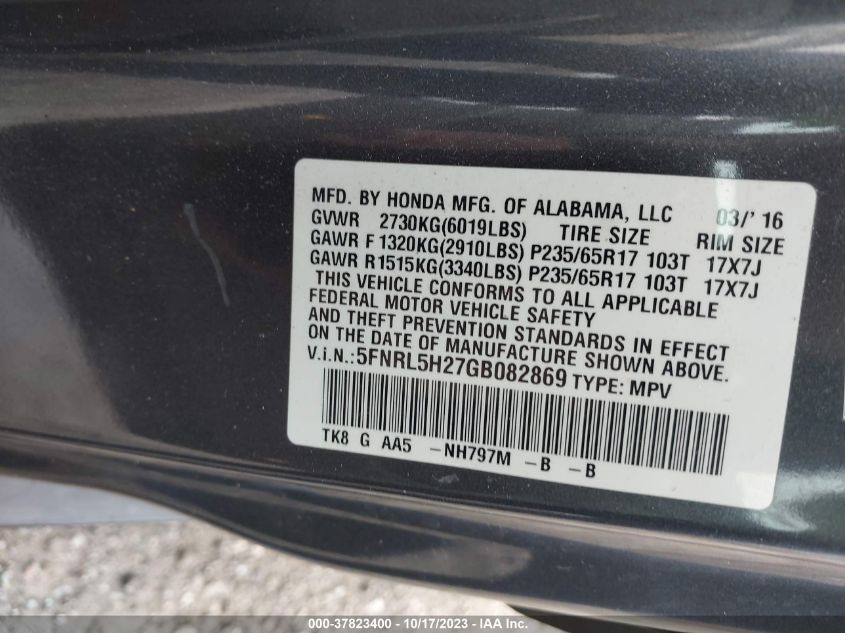 MFD. BY HONDA MFG. OF ALABAMA, LLC 03/'16
GVWR 2730KG(6019LBS) TIRE SIZE RIM SIZE
GAWR F 1320KG(2910LBS) P235/65R17 103T 17X7J
GAWR R1515KG(3340LBS) P235/65R17 103T 17X7J
THIS VEHICLE CONFORMS TO ALL APPLICABLE
FEDERAL MOTOR VEHICLE SAFETY
AND THEFT PREVENTION STANDARDS IN EFFECT
ON THE DATE OF MANUFACTURE SHOWN ABOVE.
V.i.N.: 5FNRL5H27GB082869 TYPE: MPV
TK8 G AA5 -NH797M -B -B
000-37823400 - 10/17/2023 - IAA Inc.